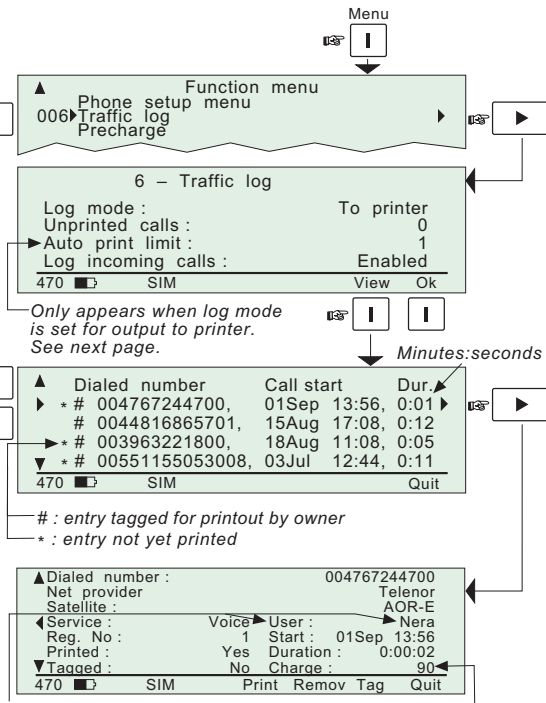 Menu
Function menu
Phone setup menu
006 Traffic log
Precharge
6 – Traffic log
Log mode : To printer
Unprinted calls : 0
Auto print limit : 1
Log incoming calls : Enabled
470 SIM View Ok
Only appears when log mode
is set for output to printer.
See next page.
Minutes:seconds
Dialed number Call start Dur.
* # 004767244700, 01Sep 13:56, 0:01
# 0044816865701, 15Aug 17:08, 0:12
* # 003963221800, 18Aug 11:08, 0:05
* # 00551155053008, 03Jul 12:44, 0:11
470 SIM Quit
# : entry tagged for printout by owner
* : entry not yet printed
Dialed number : 004767244700
Net provider Telenor
Satellite : AOR-E
Service : Voice User : Nera
Reg. No : 1 Start : 01Sep 13:56
Printed : Yes Duration : 0:00:02
Tagged : No Charge : 90
470 SIM Print Remov Tag Quit